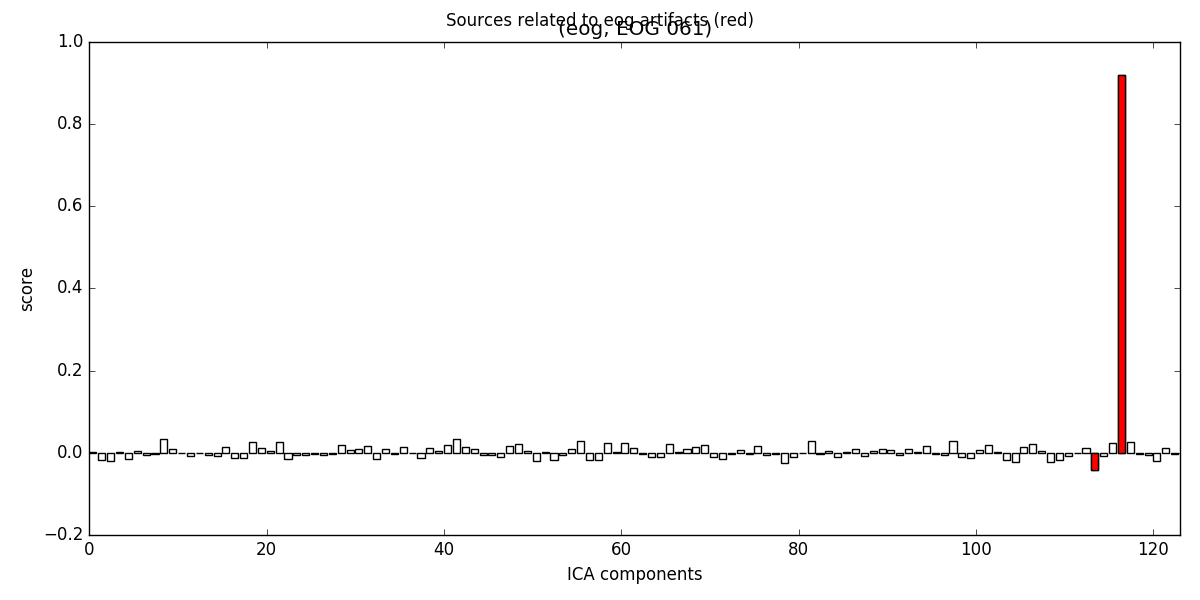 Sources related to eog artifacts (red)
(eog, EOG 061)
1.0
0.8
0.6
0.4
0.2
0.0
−0.2
score
0 20 40 60 80 100 120
ICA components